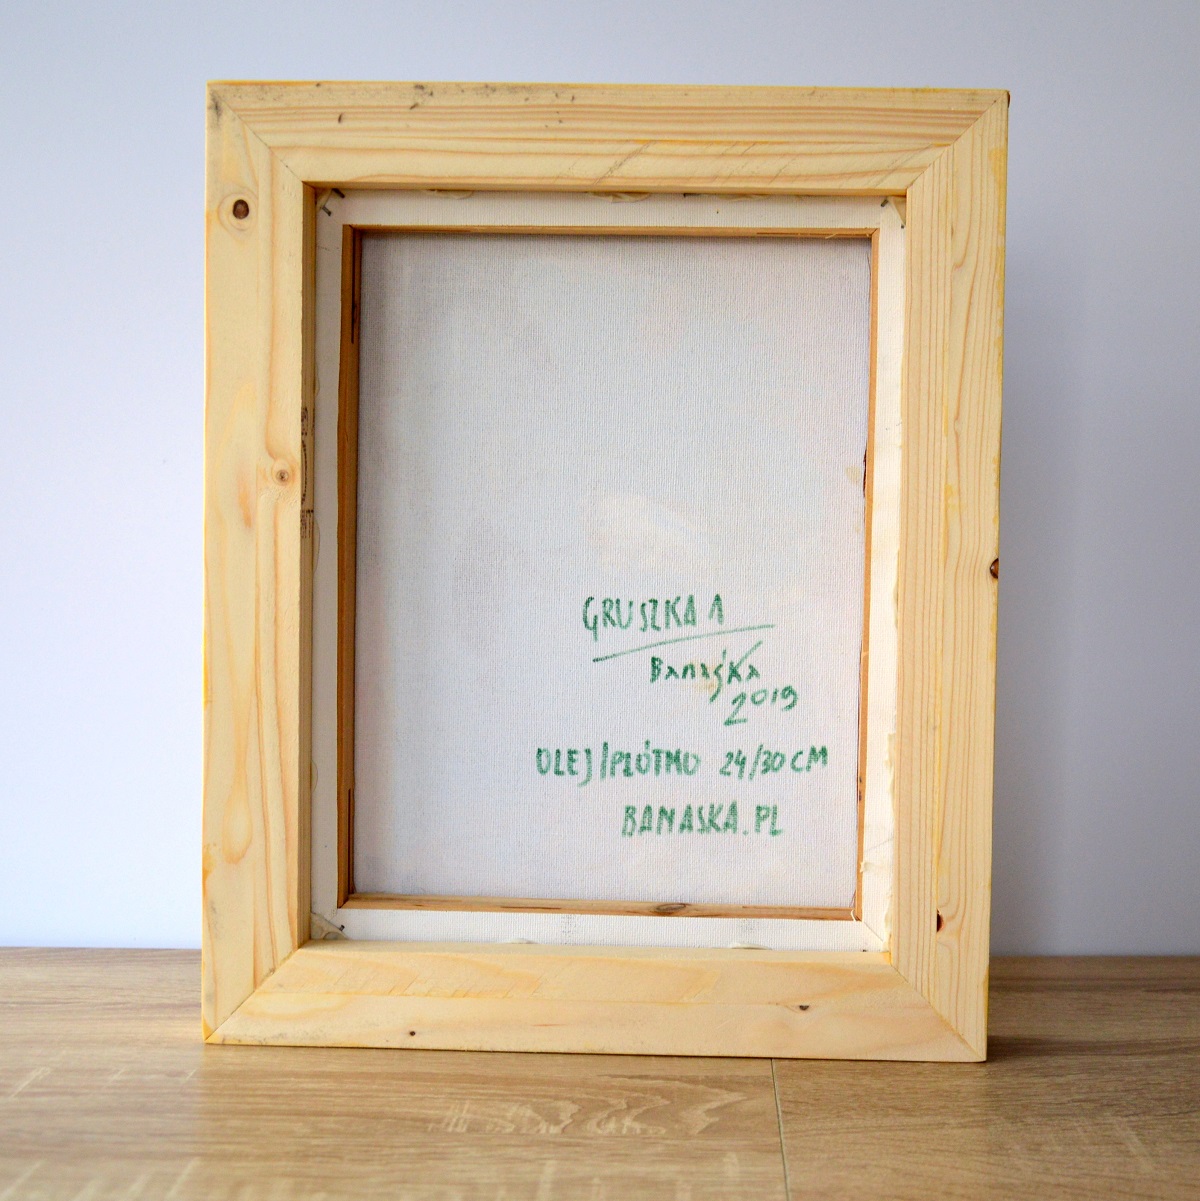 GRUSZKA 1
Banaśka
2019
OLEJ/PŁÓTNO 24/30 CM
BANASKA.PL